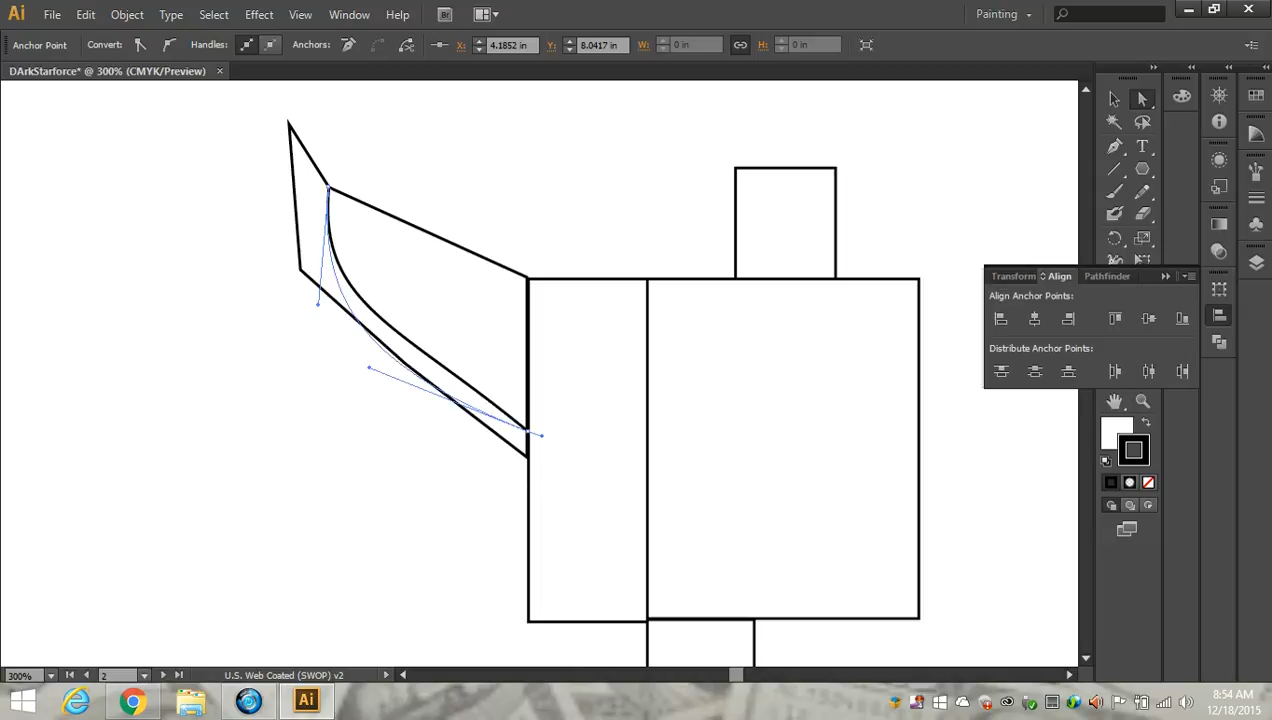 Ai File Edit Object Type Select Effect View Window Help Br Painting
Anchor Point Convert: Handles: Anchors: X: 4.1852 in Y: 8.0417 in W: 0 in H: 0 in
DArkStarforce* @ 300% (CMYK/Preview) ×
T
Transform Align Pathfinder
Align Anchor Points:
Distribute Anchor Points:
300% 2 U.S. Web Coated (SWOP) v2
Ai
8:54 AM
12/18/2015